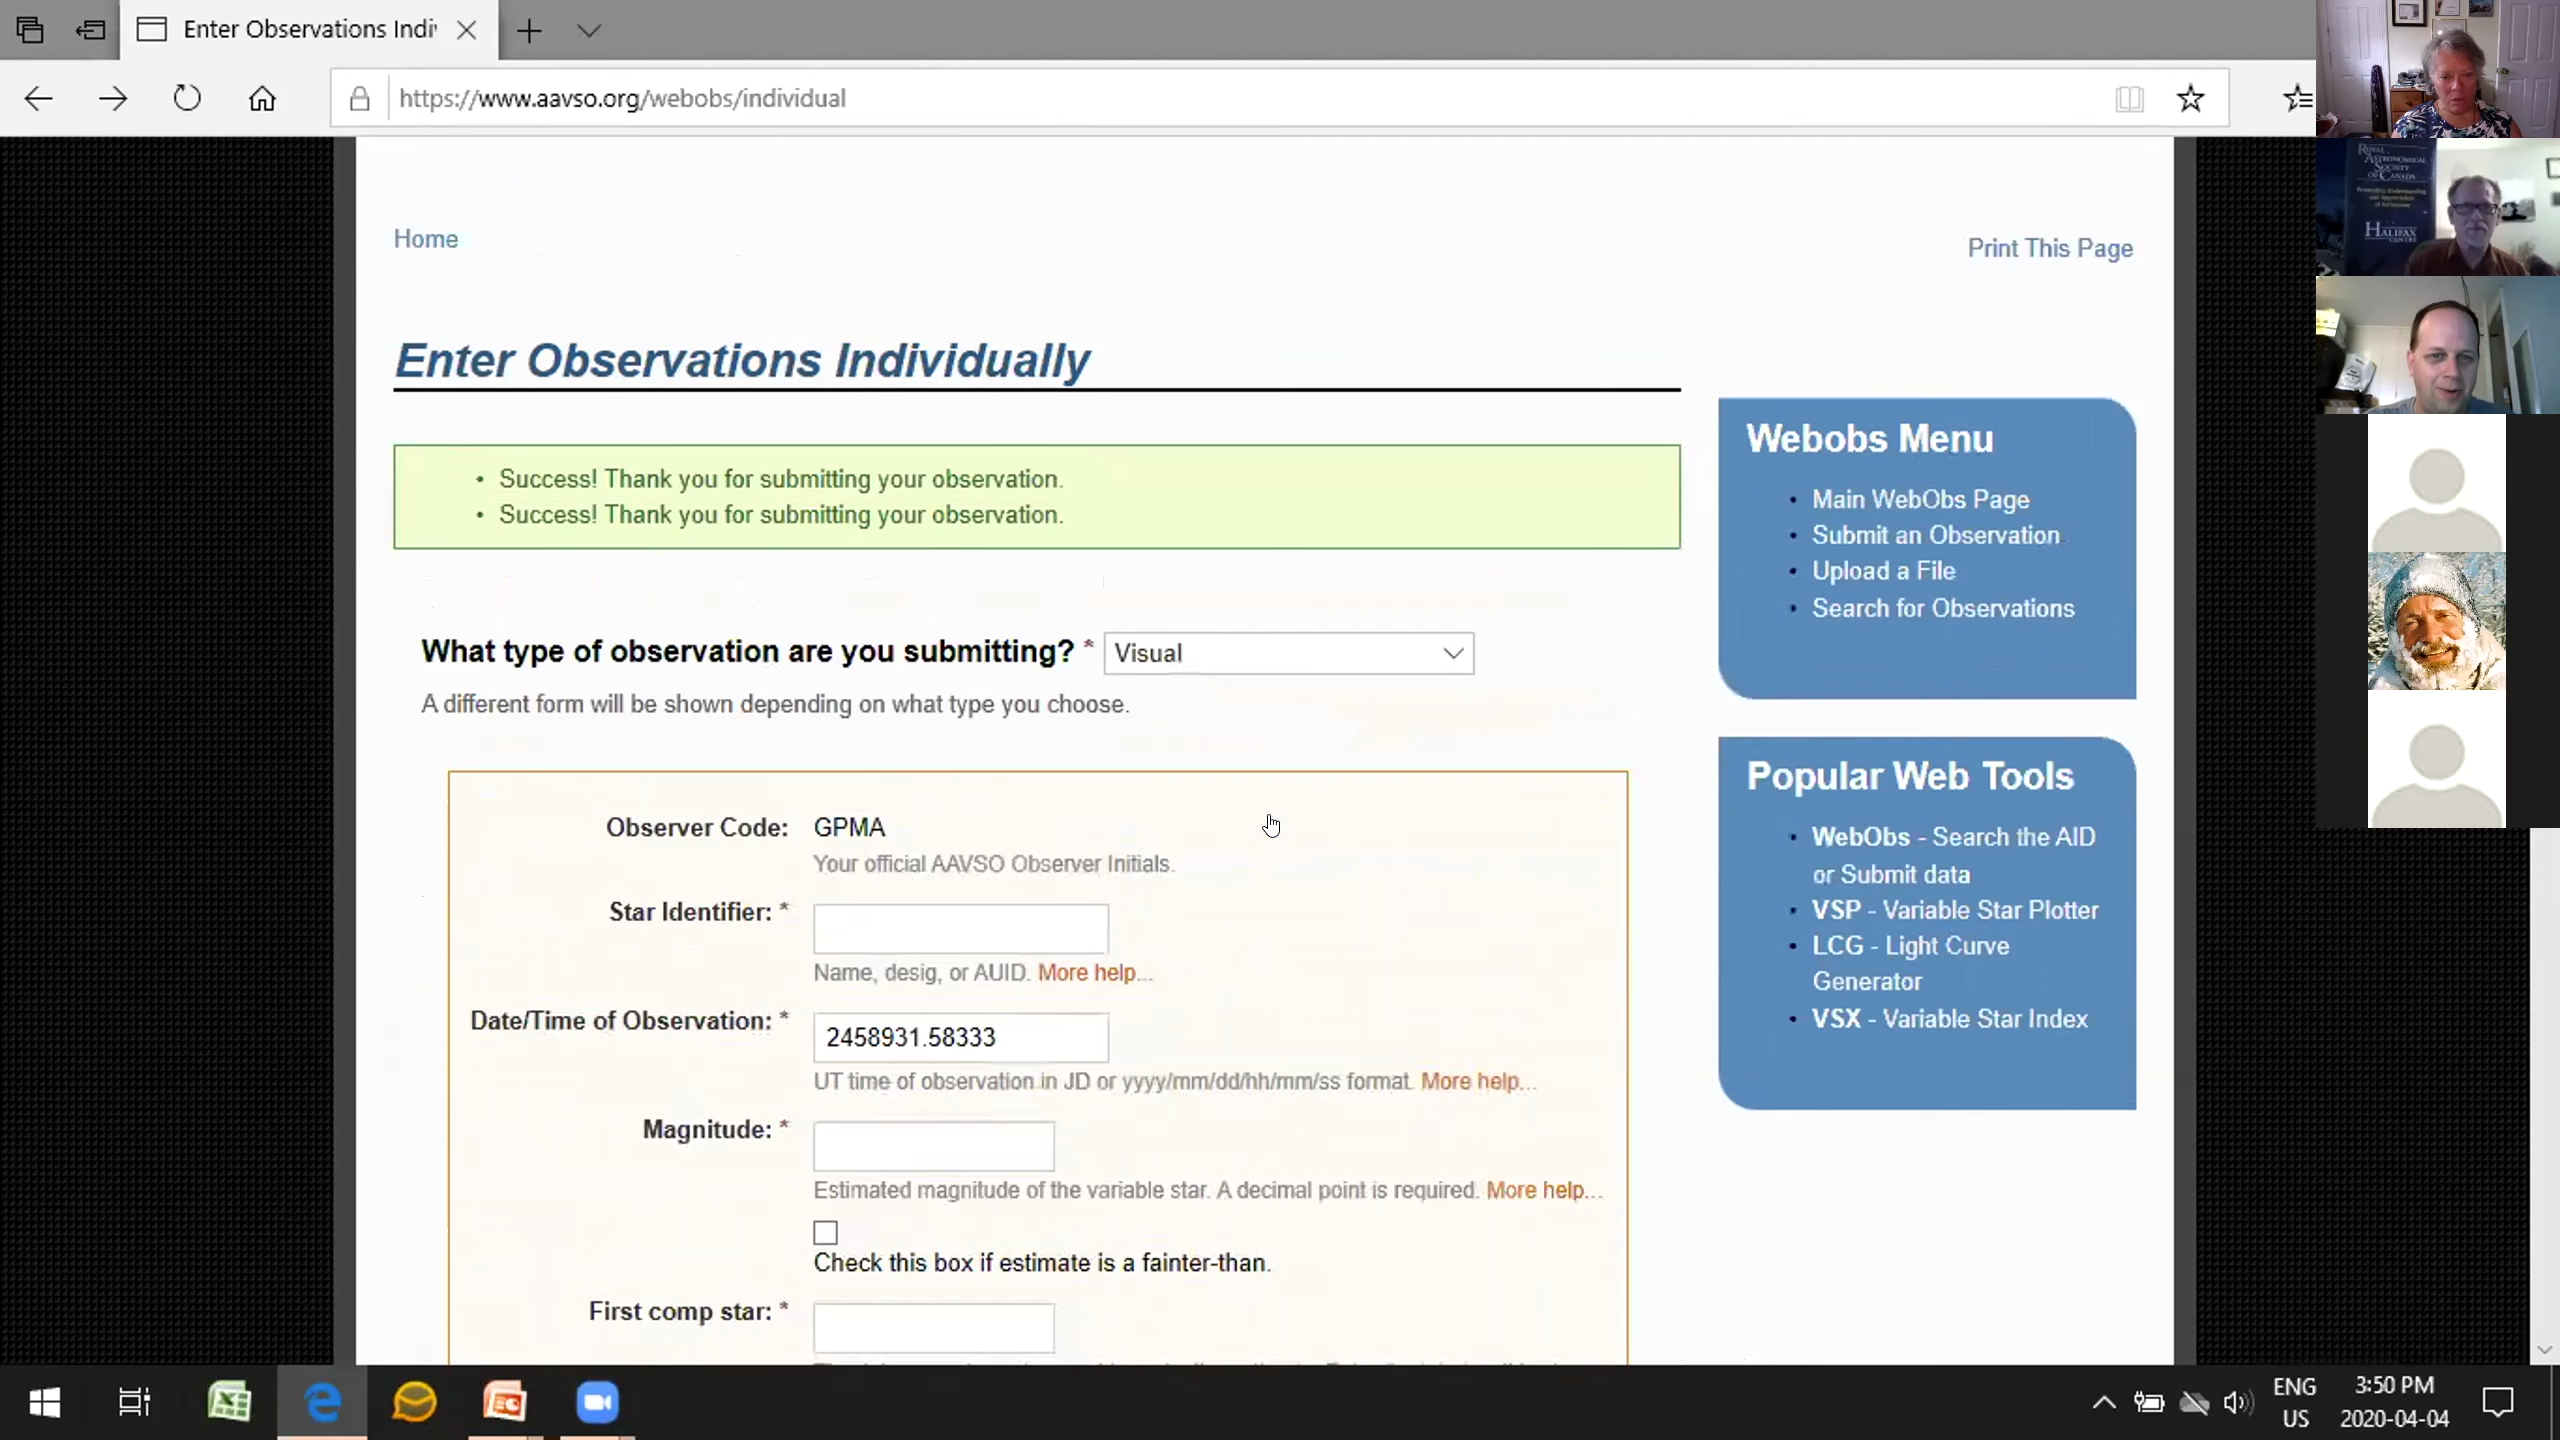 Enter Observations Indi
https://www.aavso.org/webobs/individual
Home
Print This Page
Enter Observations Individually
Success! Thank you for submitting your observation.
Success! Thank you for submitting your observation.
What type of observation are you submitting? * Visual
A different form will be shown depending on what type you choose.
Observer Code: GPMA
Your official AAVSO Observer Initials.
Star Identifier: *
Name, desig, or AUID. More help...
Date/Time of Observation: * 2458931.58333
UT time of observation in JD or yyyy/mm/dd/hh/mm/ss format. More help...
Magnitude: *
Estimated magnitude of the variable star. A decimal point is required. More help...
Check this box if estimate is a fainter-than.
First comp star: *
Webobs Menu
Main WebObs Page
Submit an Observation
Upload a File
Search for Observations
Popular Web Tools
WebObs - Search the AID
or Submit data
VSP - Variable Star Plotter
LCG - Light Curve
Generator
VSX - Variable Star Index
ROYAL
ASTRONOMICAL
SOCIETY
OF CANADA
HALIFAX
CENTRE
ENG
US
3:50 PM
2020-04-04